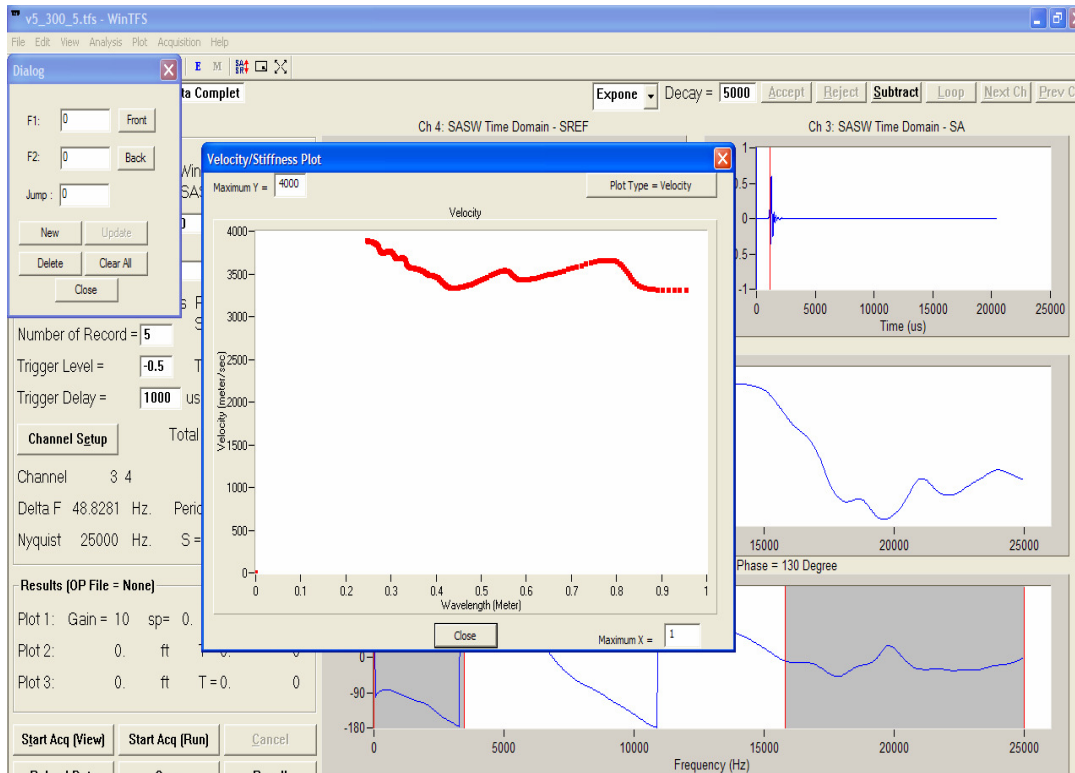 v5_300_5.tfs - WinTFS
File Edit View Analysis Plot Acquisition Help
Dialog
E M
F1: 0 Front
F2: 0 Back
Jump : 0
New Update
Delete Clear All
Close
ta Complet
Expone Decay = 5000 Accept Reject Subtract Loop Next Ch Prev C
Ch 4: SASW Time Domain - SREF
Ch 3: SASW Time Domain - SA
1
0.5
0
0.5
-1
0 5000 10000 15000 20000 25000
Time (us)
Velocity/Stiffness Plot
Maximum Y = 4000
Plot Type = Velocity
Velocity
4000
3500
3000
2500
2000
1500
1000
500
0
Velocity (meter/sec)
0 0.1 0.2 0.3 0.4 0.5 0.6 0.7 0.8 0.9 1
Wavelength (Meter)
Close
Maximum X = 1
Number of Record = 5
Trigger Level = -0.5
Trigger Delay = 1000 us
Channel Setup
Total
Channel 3 4
Delta F 48.8281 Hz. Perio
Nyquist 25000 Hz. S =
Results (OP File = None)
Plot 1: Gain = 10 sp= 0.
Plot 2: 0. ft T = 0. 0
Plot 3: 0. ft T = 0. 0
Start Acq (View) Start Acq (Run) Cancel
15000 20000 25000
Phase = 130 Degree
0
-90
-180
0 5000 10000 15000 20000 25000
Frequency (Hz)